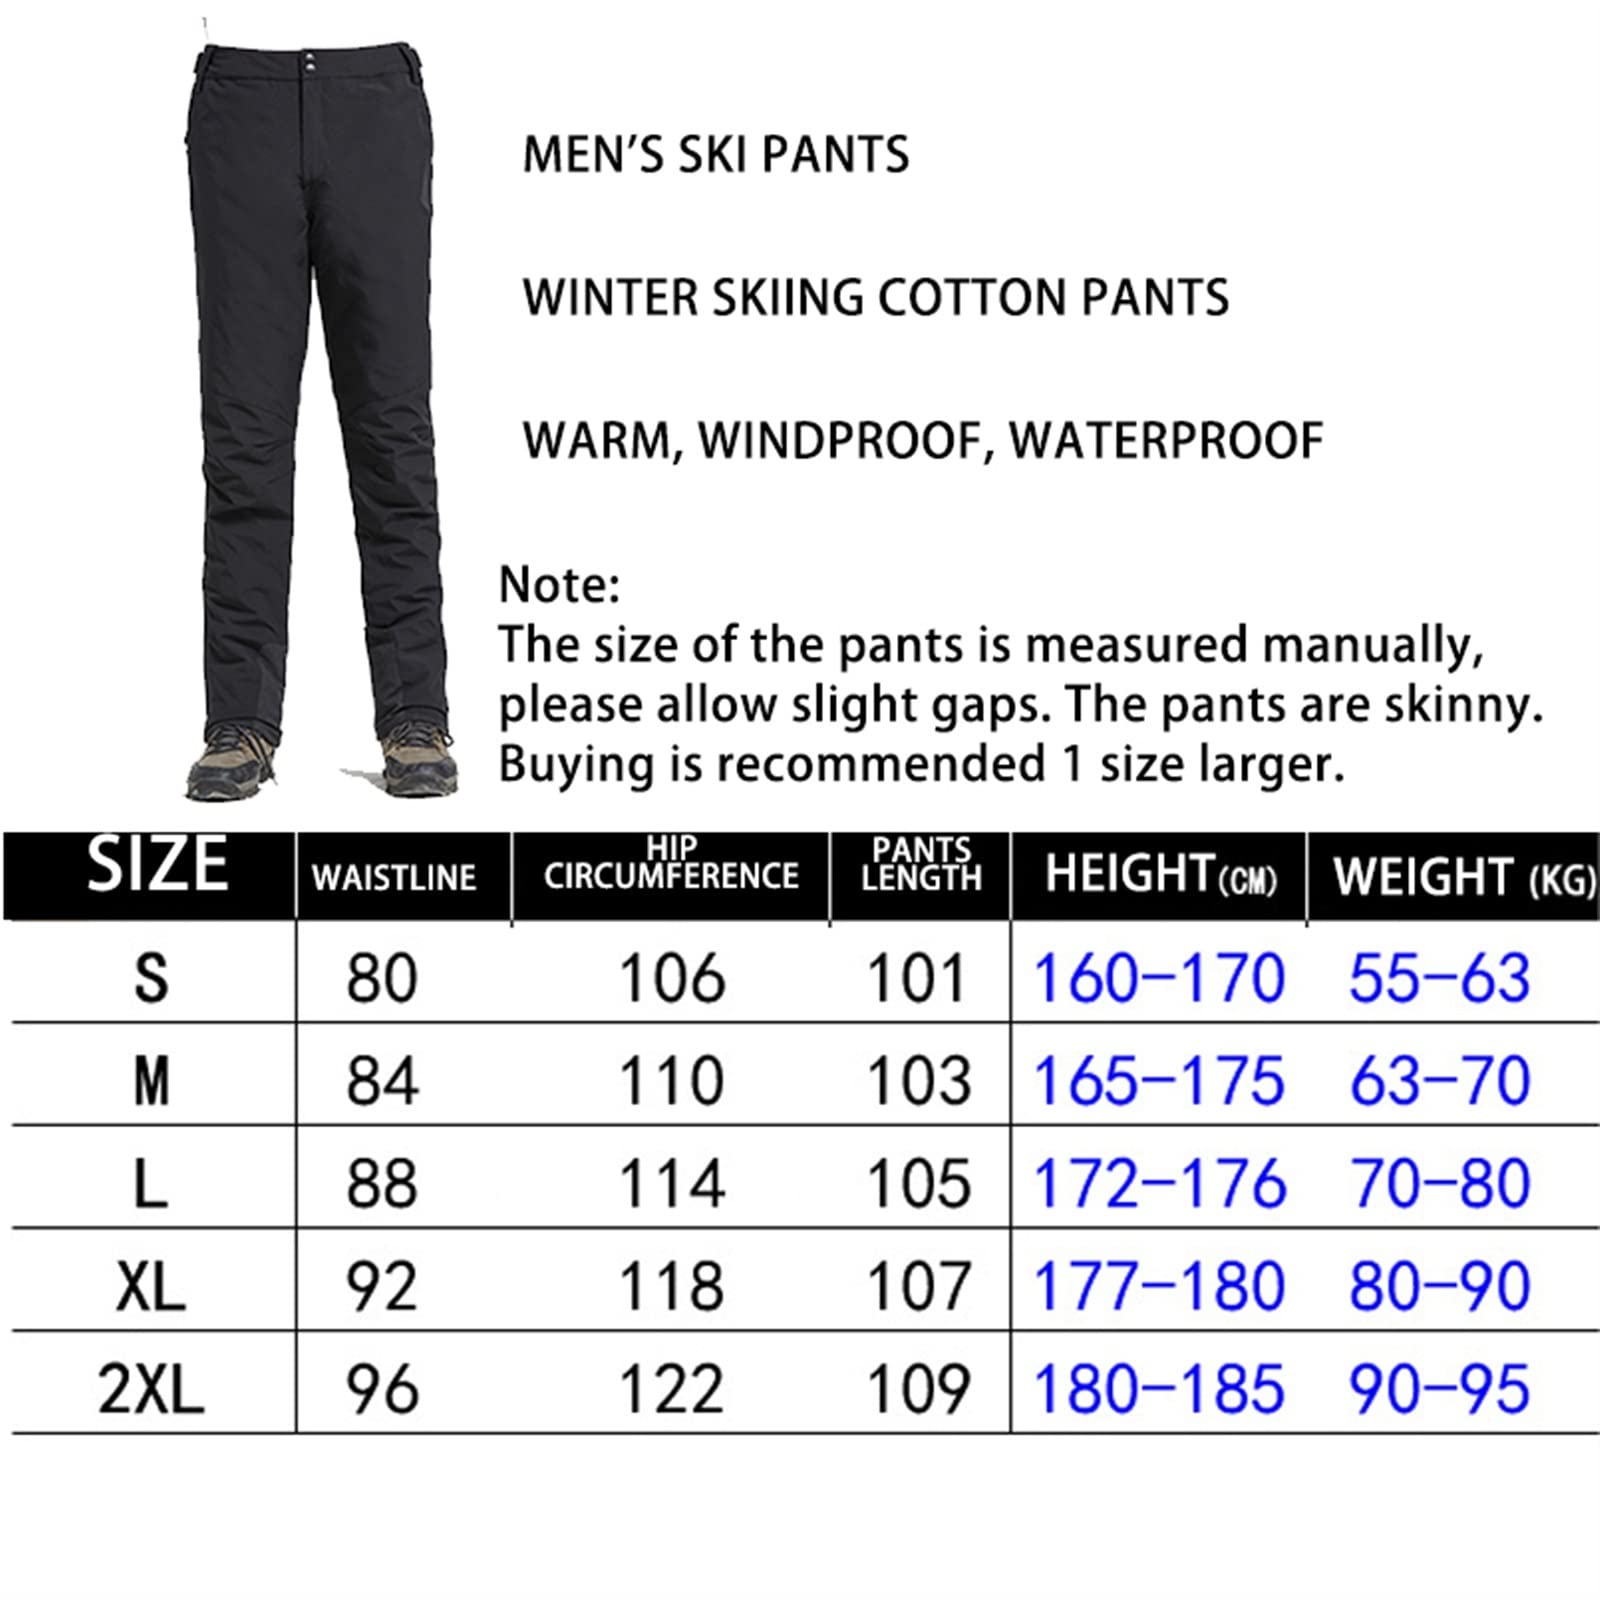 MEN’S SKI PANTS
WINTER SKIING COTTON PANTS
WARM, WINDPROOF, WATERPROOF
Note:
The size of the pants is measured manually,
please allow slight gaps. The pants are skinny.
Buying is recommended 1 size larger.
SIZE WAISTLINE HIP CIRCUMFERENCE PANTS LENGTH HEIGHT(CM) WEIGHT (KG)
S 80 106 101 160-170 55-63
M 84 110 103 165-175 63-70
L 88 114 105 172-176 70-80
XL 92 118 107 177-180 80-90
2XL 96 122 109 180-185 90-95